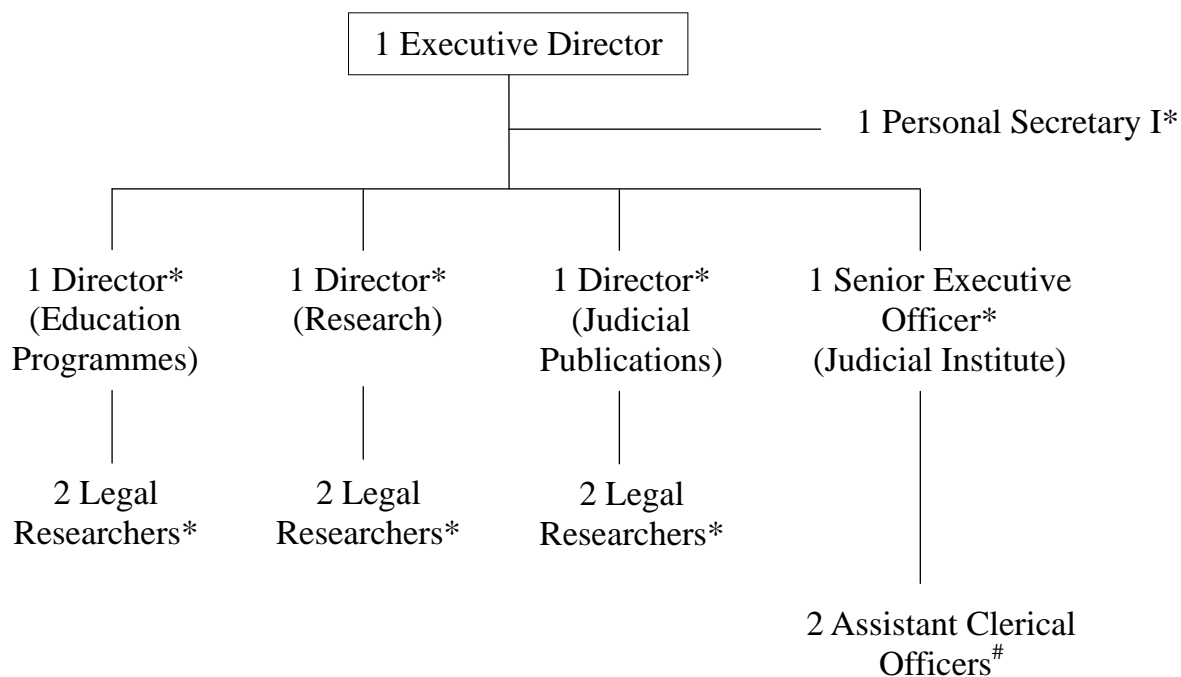 1 Executive Director
1 Personal Secretary I*
1 Director*
(Education
Programmes)
1 Director*
(Research)
1 Director*
(Judicial
Publications)
1 Senior Executive
Officer*
(Judicial Institute)
2 Legal
Researchers*
2 Legal
Researchers*
2 Legal
Researchers*
2 Assistant Clerical
Officers#